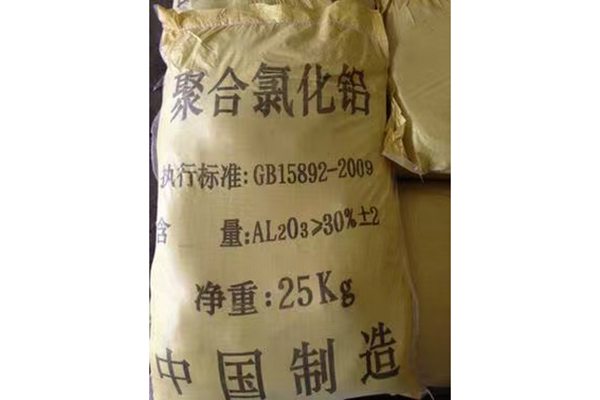 聚合氯化铝
执行标准:GB15892-2009
含 量:AL2O3≥30%±2
净重:25Kg
中国制造